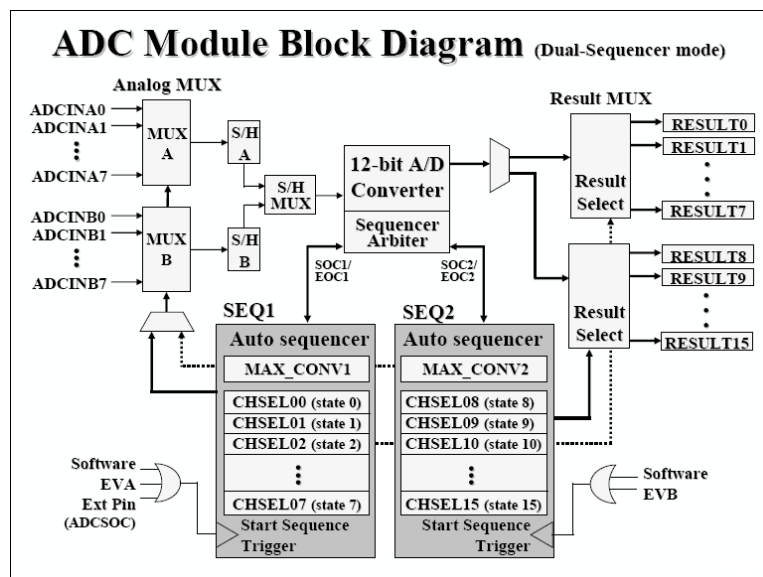 ADC Module Block Diagram (Dual-Sequencer mode)
Analog MUX
ADCINA0
ADCINA1
ADCINA7
ADCINB0
ADCINB1
ADCINB7
MUX
A
MUX
B
S/H
A
S/H
B
S/H
MUX
12-bit A/D
Converter
Sequencer
Arbiter
SOC1/
EOC1
SOC2/
EOC2
Result MUX
Result
Select
RESULT0
RESULT1
RESULT7
Result
Select
RESULT8
RESULT9
RESULT15
SEQ1
Auto sequencer
MAX_CONV1
CHSEL00 (state 0)
CHSEL01 (state 1)
CHSEL02 (state 2)
CHSEL07 (state 7)
Start Sequence
Trigger
SEQ2
Auto sequencer
MAX_CONV2
CHSEL08 (state 8)
CHSEL09 (state 9)
CHSEL10 (state 10)
CHSEL15 (state 15)
Start Sequence
Trigger
Software
EVA
Ext Pin
(ADCSOC)
Software
EVB